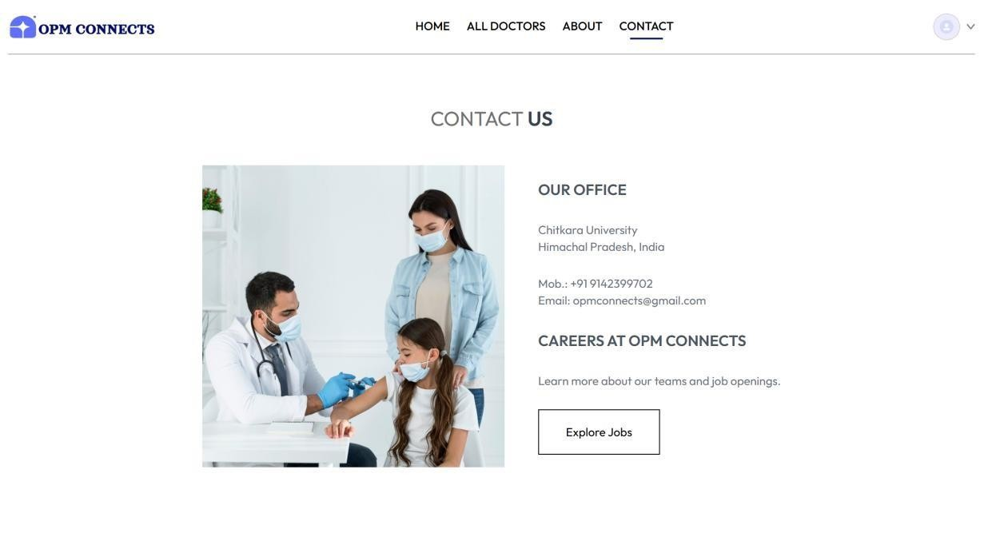 OPM CONNECTS
HOME
ALL DOCTORS
ABOUT
CONTACT
CONTACT US
OUR OFFICE
Chitkara University
Himachal Pradesh, India
Mob.: +91 9142399702
Email: opmconnects@gmail.com
CAREERS AT OPM CONNECTS
Learn more about our teams and job openings.
Explore Jobs